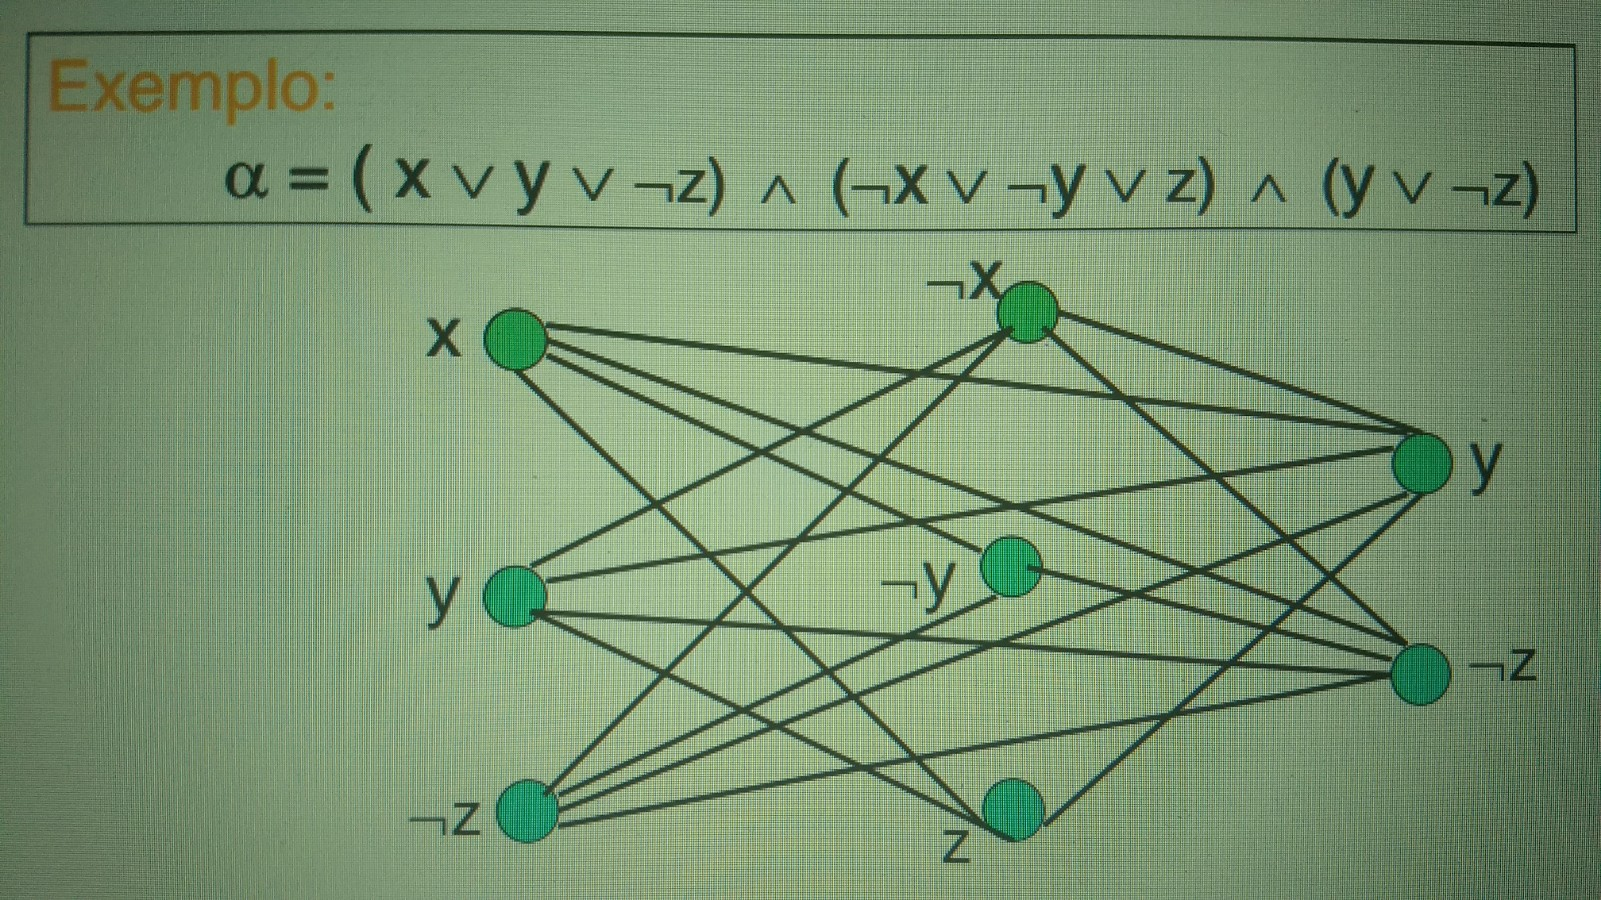 Exemplo:
α = ( x ∨ y ∨ ¬z) ∧ (¬x ∨ ¬y ∨ z) ∧ (y ∨ ¬z)
¬x
x
y
¬y
y
¬z
¬z
z